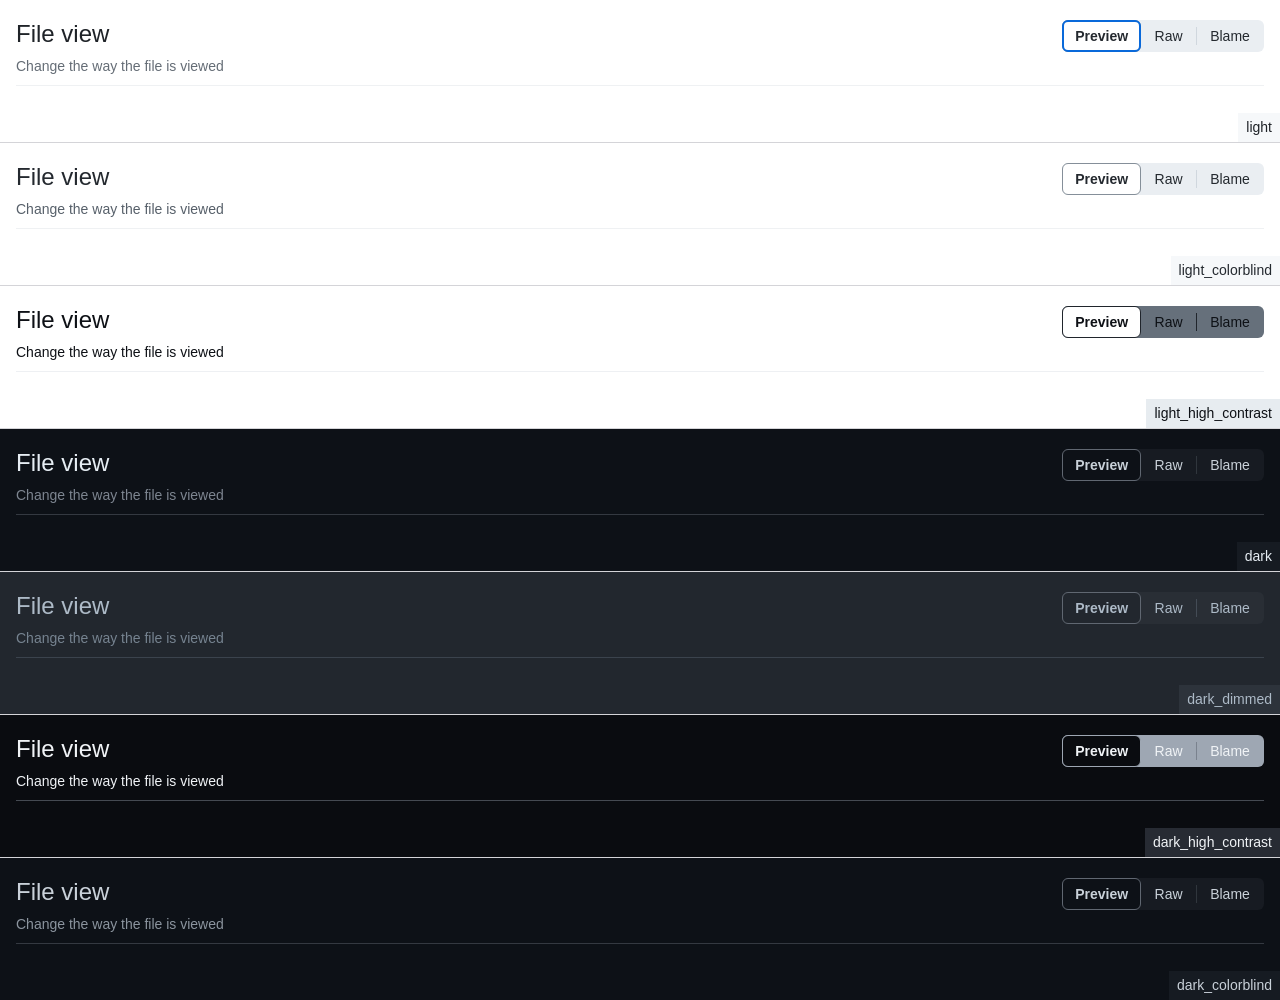 File view
Preview Raw Blame
Change the way the file is viewed
light
File view
Preview Raw Blame
Change the way the file is viewed
light_colorblind
File view
Preview Raw Blame
Change the way the file is viewed
light_high_contrast
File view
Preview Raw Blame
Change the way the file is viewed
dark
File view
Preview Raw Blame
Change the way the file is viewed
dark_dimmed
File view
Preview Raw Blame
Change the way the file is viewed
dark_high_contrast
File view
Preview Raw Blame
Change the way the file is viewed
dark_colorblind